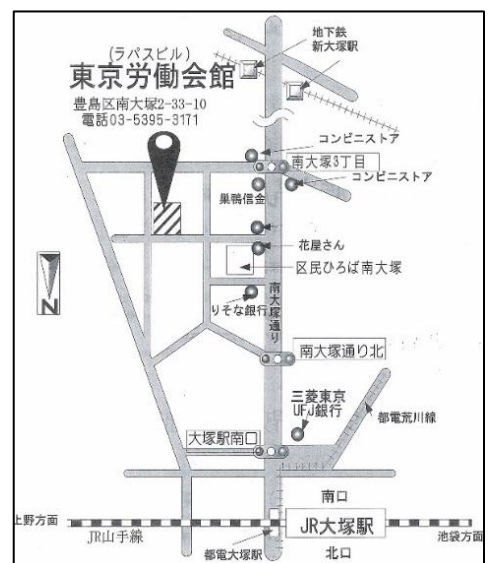 地下鉄
新大塚駅
(ラパスビル)
東京労働会館
豊島区南大塚2-33-10
電話03-5395-3171
コンビニストア
南大塚3丁目
コンビニストア
巣鴨信金
花屋さん
区民ひろば南大塚
りそな銀行
南大塚通り
N
南大塚通り北
三菱東京
UFJ銀行
都電荒川線
大塚駅南口
南口
上野方面
JR山手線
JR大塚駅
池袋方面
都電大塚駅
北口